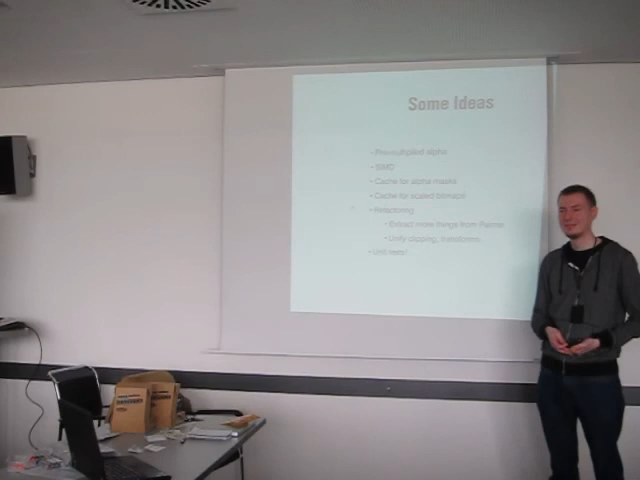 Some Ideas
• Pre-multiplied alpha
• SIMD
• Cache for alpha masks
• Cache for scaled bitmaps
• Refactoring
• Extract more things from Painter
• Unify clipping, transforms
• Unit tests!